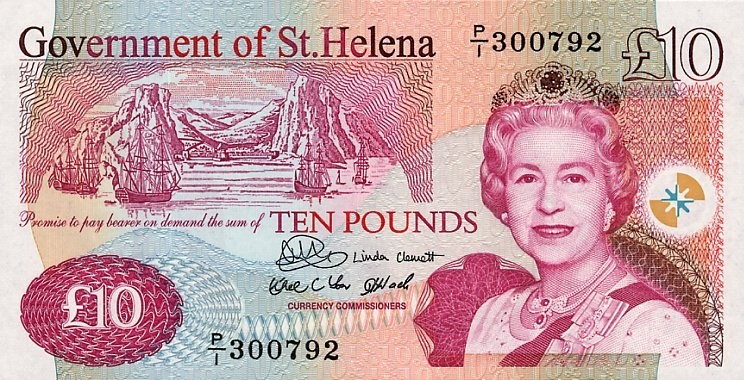 Government of St.Helena
P/1 300792
£10
Promise to pay bearer on demand the sum of TEN POUNDS
Linda Clemett
CURRENCY COMMISSIONERS
£10
P/1 300792